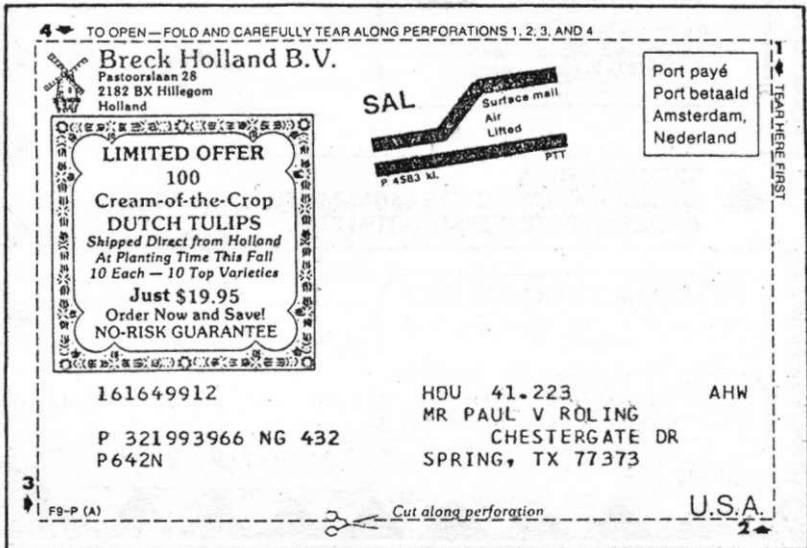 4 TO OPEN—FOLD AND CAREFULLY TEAR ALONG PERFORATIONS 1, 2, 3, AND 4
Breck Holland B.V.
Pastoorslaan 28
2182 BX Hillegom
Holland
LIMITED OFFER
100
Cream-of-the-Crop
DUTCH TULIPS
Shipped Direct from Holland
At Planting Time This Fall
10 Each — 10 Top Varieties
Just $19.95
Order Now and Save!
NO-RISK GUARANTEE
SAL
Surface mail
Air
Lifted
PTT
P 4583 kl.
Port payé
Port betaald
Amsterdam,
Nederland
1
TEAR HERE FIRST
161649912
P 321993966 NG 432
P642N
HOU 41.223 AHW
MR PAUL V ROLING
CHESTERGATE DR
SPRING, TX 77373
3
F9-P (A)
Cut along perforation
U.S.A.
2